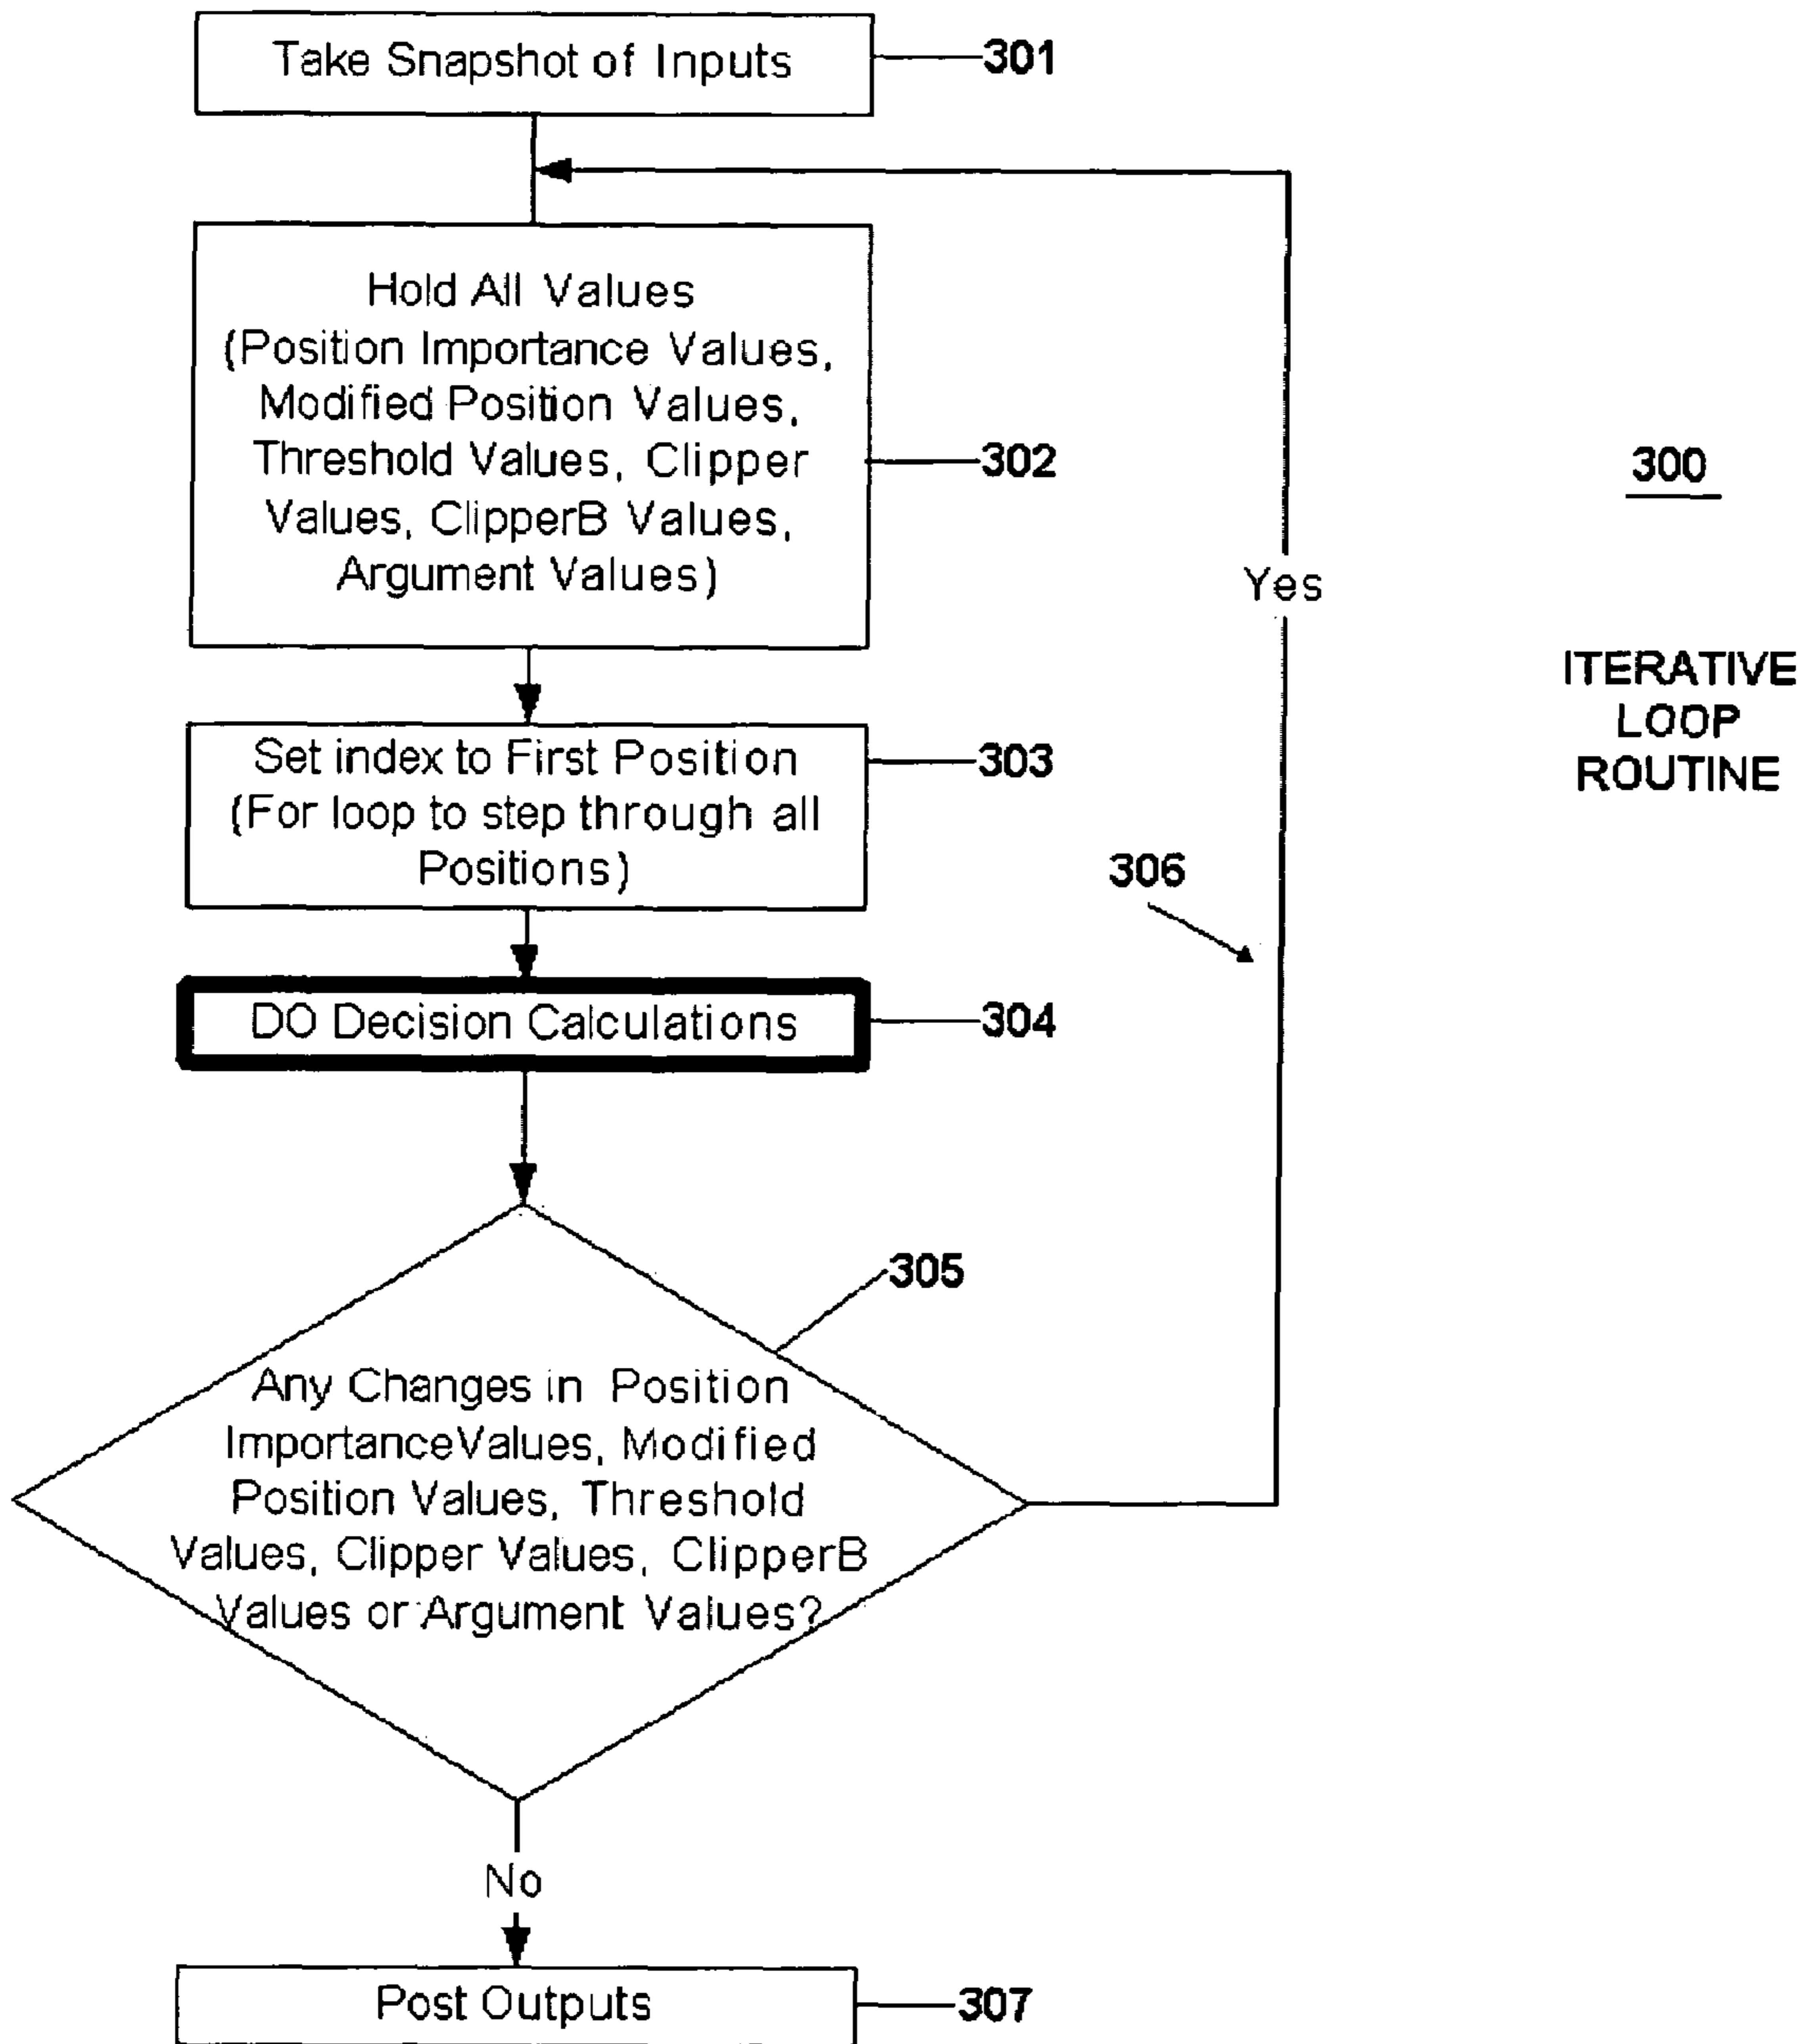 Take Snapshot of Inputs
301
Hold All Values
(Position Importance Values,
Modified Position Values,
Threshold Values, Clipper
Values, ClipperB Values,
Argument Values)
302
300
Yes
ITERATIVE
LOOP
ROUTINE
Set index to First Position
(For loop to step through all
Positions)
303
306
DO Decision Calculations
304
305
Any Changes in Position
ImportanceValues, Modified
Position Values, Threshold
Values, Clipper Values, ClipperB
Values or Argument Values?
No
Post Outputs
307